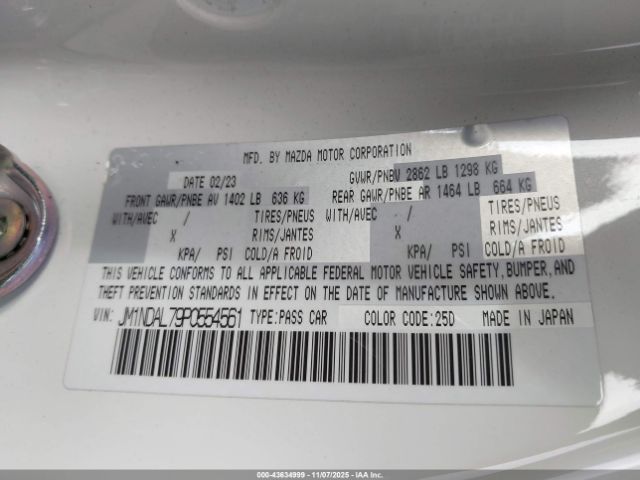 MFD. BY MAZDA MOTOR CORPORATION
DATE 02/23 GVWR/PNBV 2862 LB 1298 KG
FRONT GAWR/PNBE AV 1402 LB 636 KG REAR GAWR/PNBE AR 1464 LB 664 KG
WITH/AVEC / TIRES/PNEUS WITH/AVEC / TIRES/PNEUS
X RIMS/JANTES X RIMS/JANTES
KPA/ PSI COLD/A FROID KPA/ PSI COLD/A FROID
THIS VEHICLE CONFORMS TO ALL APPLICABLE FEDERAL MOTOR VEHICLE SAFETY, BUMPER, AND
THEFT PREVENTION STANDARDS IN EFFECT ON THE DATE OF MANUFACTURE SHOWN ABOVE.
VIN: JM1NDAL79P0554561 TYPE:PASS CAR COLOR CODE:25D MADE IN JAPAN
000-43634999 - 11/07/2025 - IAAI.COM